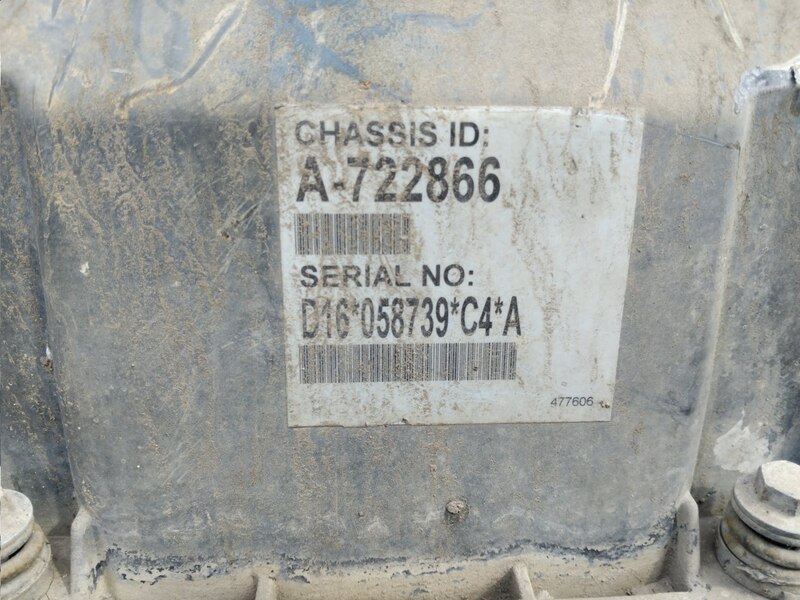 CHASSIS ID:
A-722866
SERIAL NO:
D16*058739*C4*A
477606